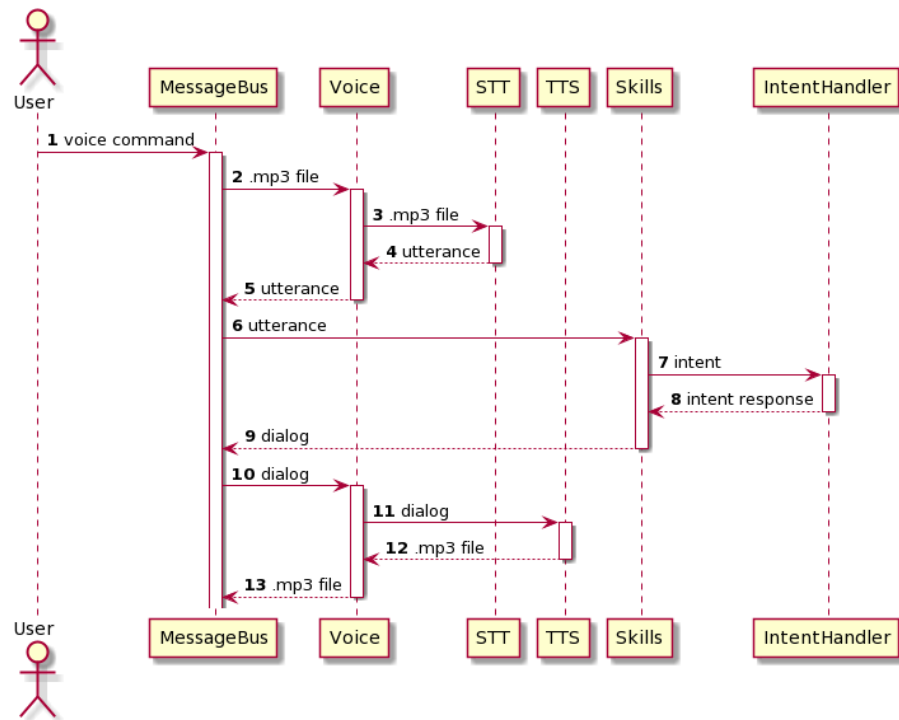 User
MessageBus
Voice
STT
TTS
Skills
IntentHandler
1 voice command
2 .mp3 file
3 .mp3 file
4 utterance
5 utterance
6 utterance
7 intent
8 intent response
9 dialog
10 dialog
11 dialog
12 .mp3 file
13 .mp3 file
User
MessageBus
Voice
STT
TTS
Skills
IntentHandler